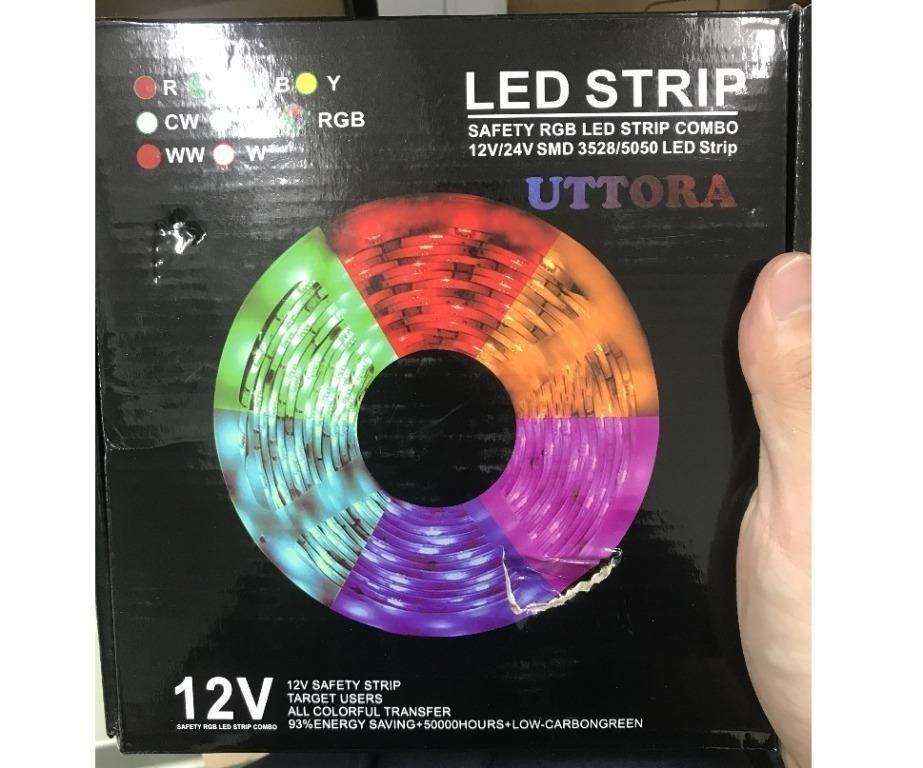 R B Y
CW RGB
WW W
LED STRIP
SAFETY RGB LED STRIP COMBO
12V/24V SMD 3528/5050 LED Strip
UTTORA
12V
SAFETY RGB LED STRIP COMBO
12V SAFETY STRIP
TARGET USERS
ALL COLORFUL TRANSFER
93%ENERGY SAVING+50000HOURS+LOW-CARBONGREEN